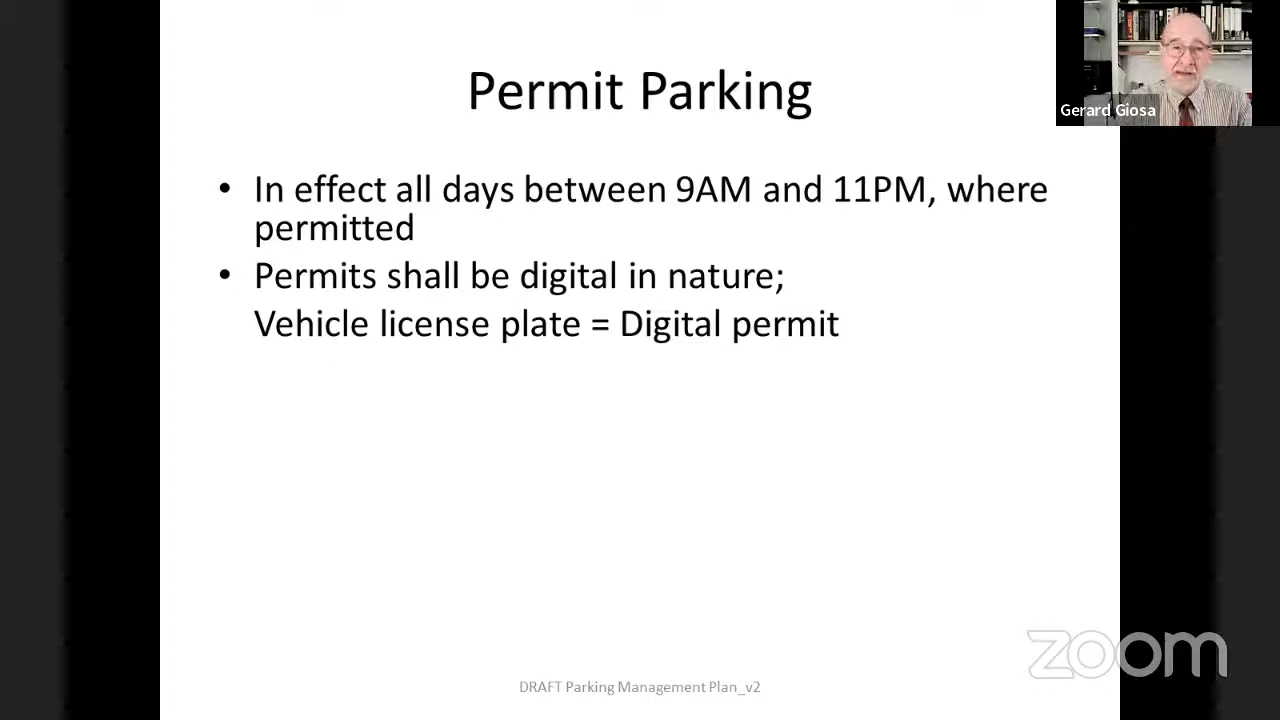 Permit Parking
Gerard Giosa
• In effect all days between 9AM and 11PM, where
permitted
• Permits shall be digital in nature;
Vehicle license plate = Digital permit
zoom
DRAFT Parking Management Plan_v2